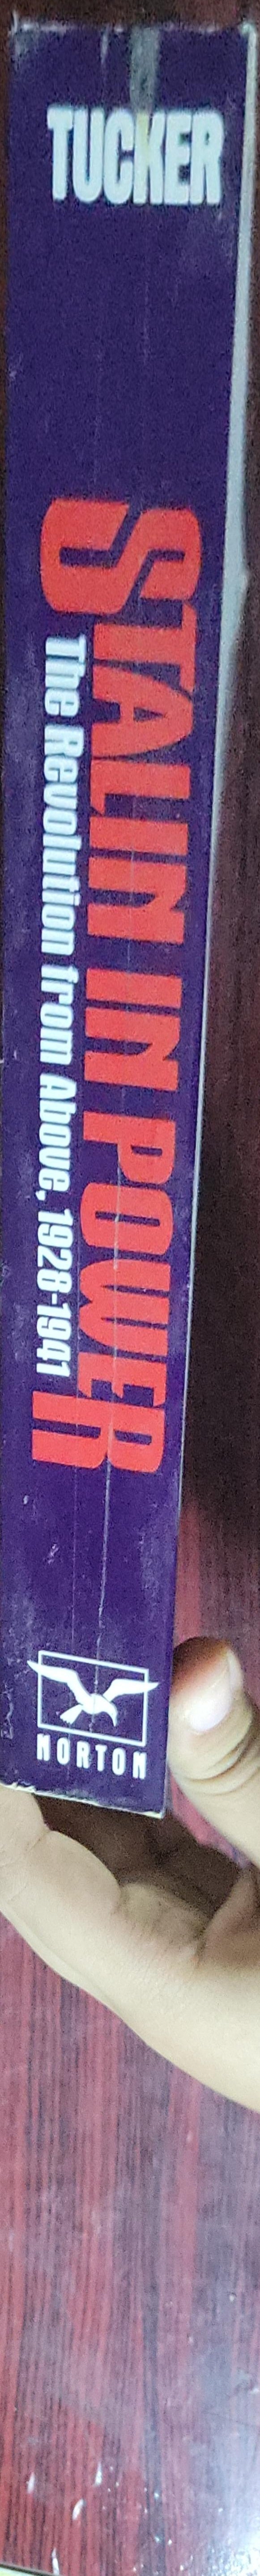 TUCKER
STALIN IN POWER
The Revolution from Above, 1928-1941
NORTON